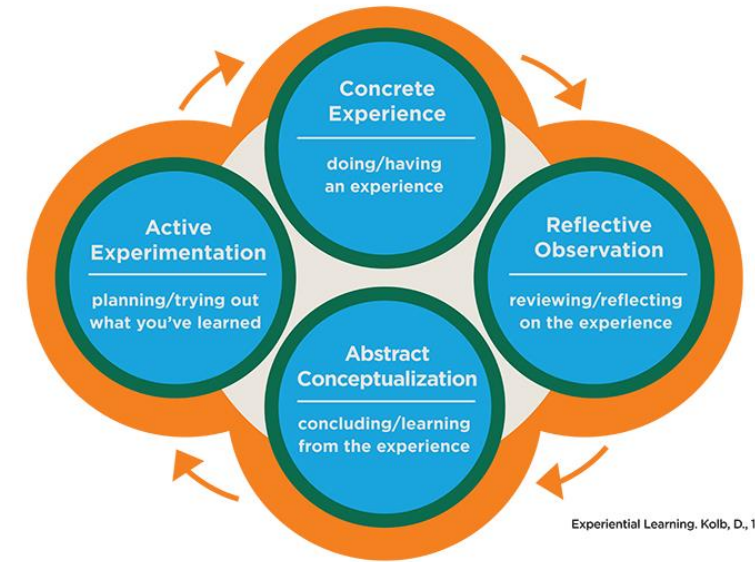 Concrete
Experience
doing/having
an experience
Active
Experimentation
planning/trying out
what you've learned
Reflective
Observation
reviewing/reflecting
on the experience
Abstract
Conceptualization
concluding/learning
from the experience
Experiential Learning. Kolb, D., 1